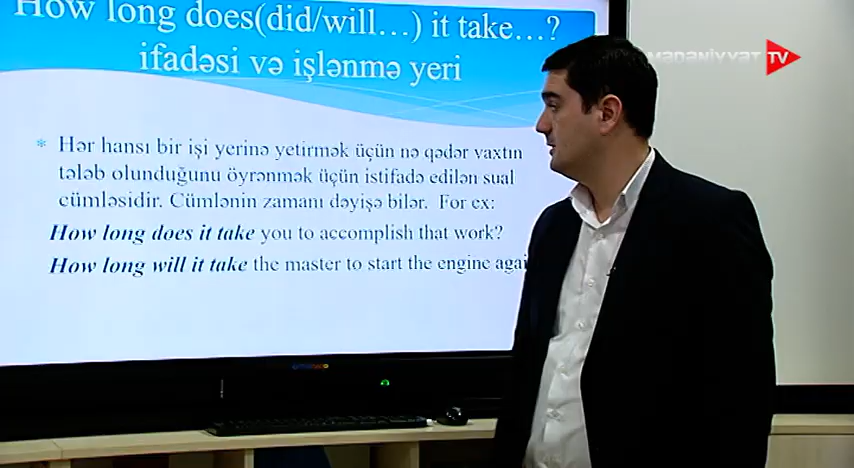 How long does(did/will…) it take…?
ifadəsi və işlənmə yeri
MƏDƏNİYYƏT TV
* Hər hansı bir işi yerinə yetirmək üçün nə qədər vaxtın
tələb olunduğunu öyrənmək üçün istifadə edilən sual
cümləsidir. Cümlənin zamanı dəyişə bilər. For ex:
How long does it take you to accomplish that work?
How long will it take the master to start the engine agai